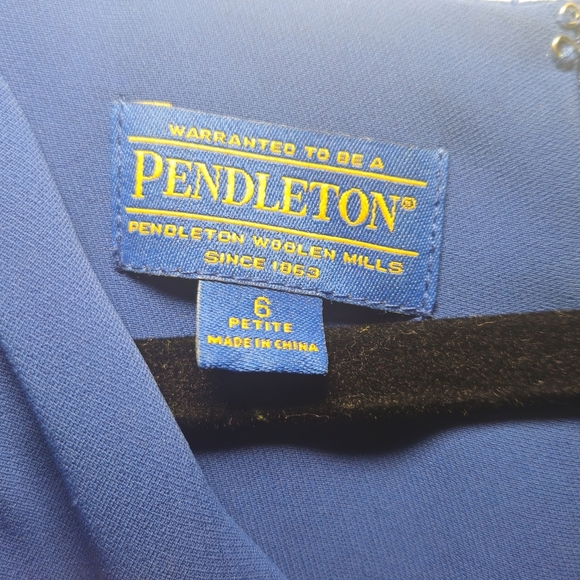 WARRANTED TO BE A
PENDLETON®
PENDLETON WOOLEN MILLS
SINCE 1863
6
PETITE
MADE IN CHINA